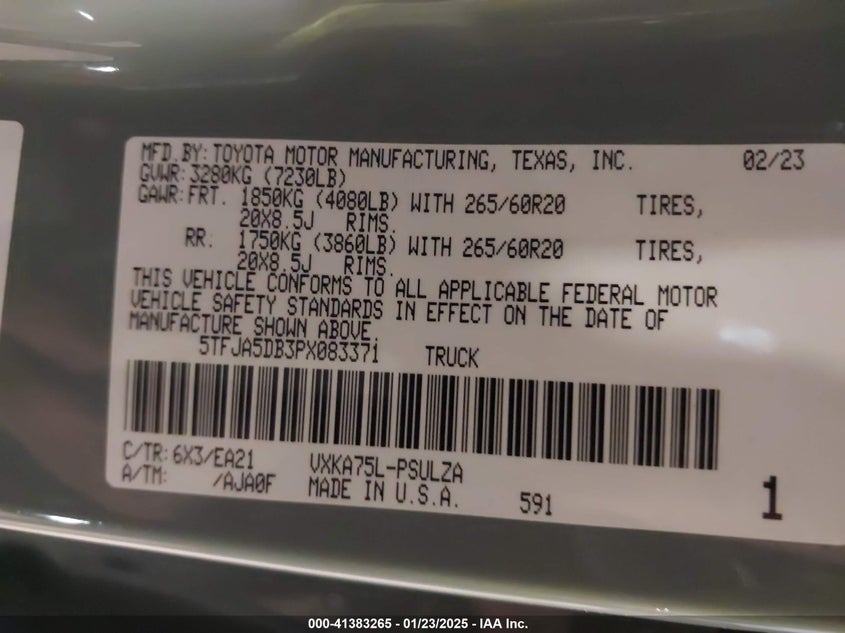 MFD.BY:TOYOTA MOTOR MANUFACTURING, TEXAS, INC. 02/23
GVWR:3280KG (7230LB)
GAWR:FRT. 1850KG (4080LB) WITH 265/60R20 TIRES,
20X8.5J RIMS.
RR: 1750KG (3860LB) WITH 265/60R20 TIRES,
20X8.5J RIMS.
THIS VEHICLE CONFORMS TO ALL APPLICABLE FEDERAL MOTOR
VEHICLE SAFETY STANDARDS IN EFFECT ON THE DATE OF
MANUFACTURE SHOWN ABOVE.
5TFJA5DB3PX083371 TRUCK
C/TR:6X3/EA21 VXKA75L-PSULZA
A/TM: /AJA0F MADE IN U.S.A. 591 1
000-41383265 - 01/23/2025 - IAA Inc.